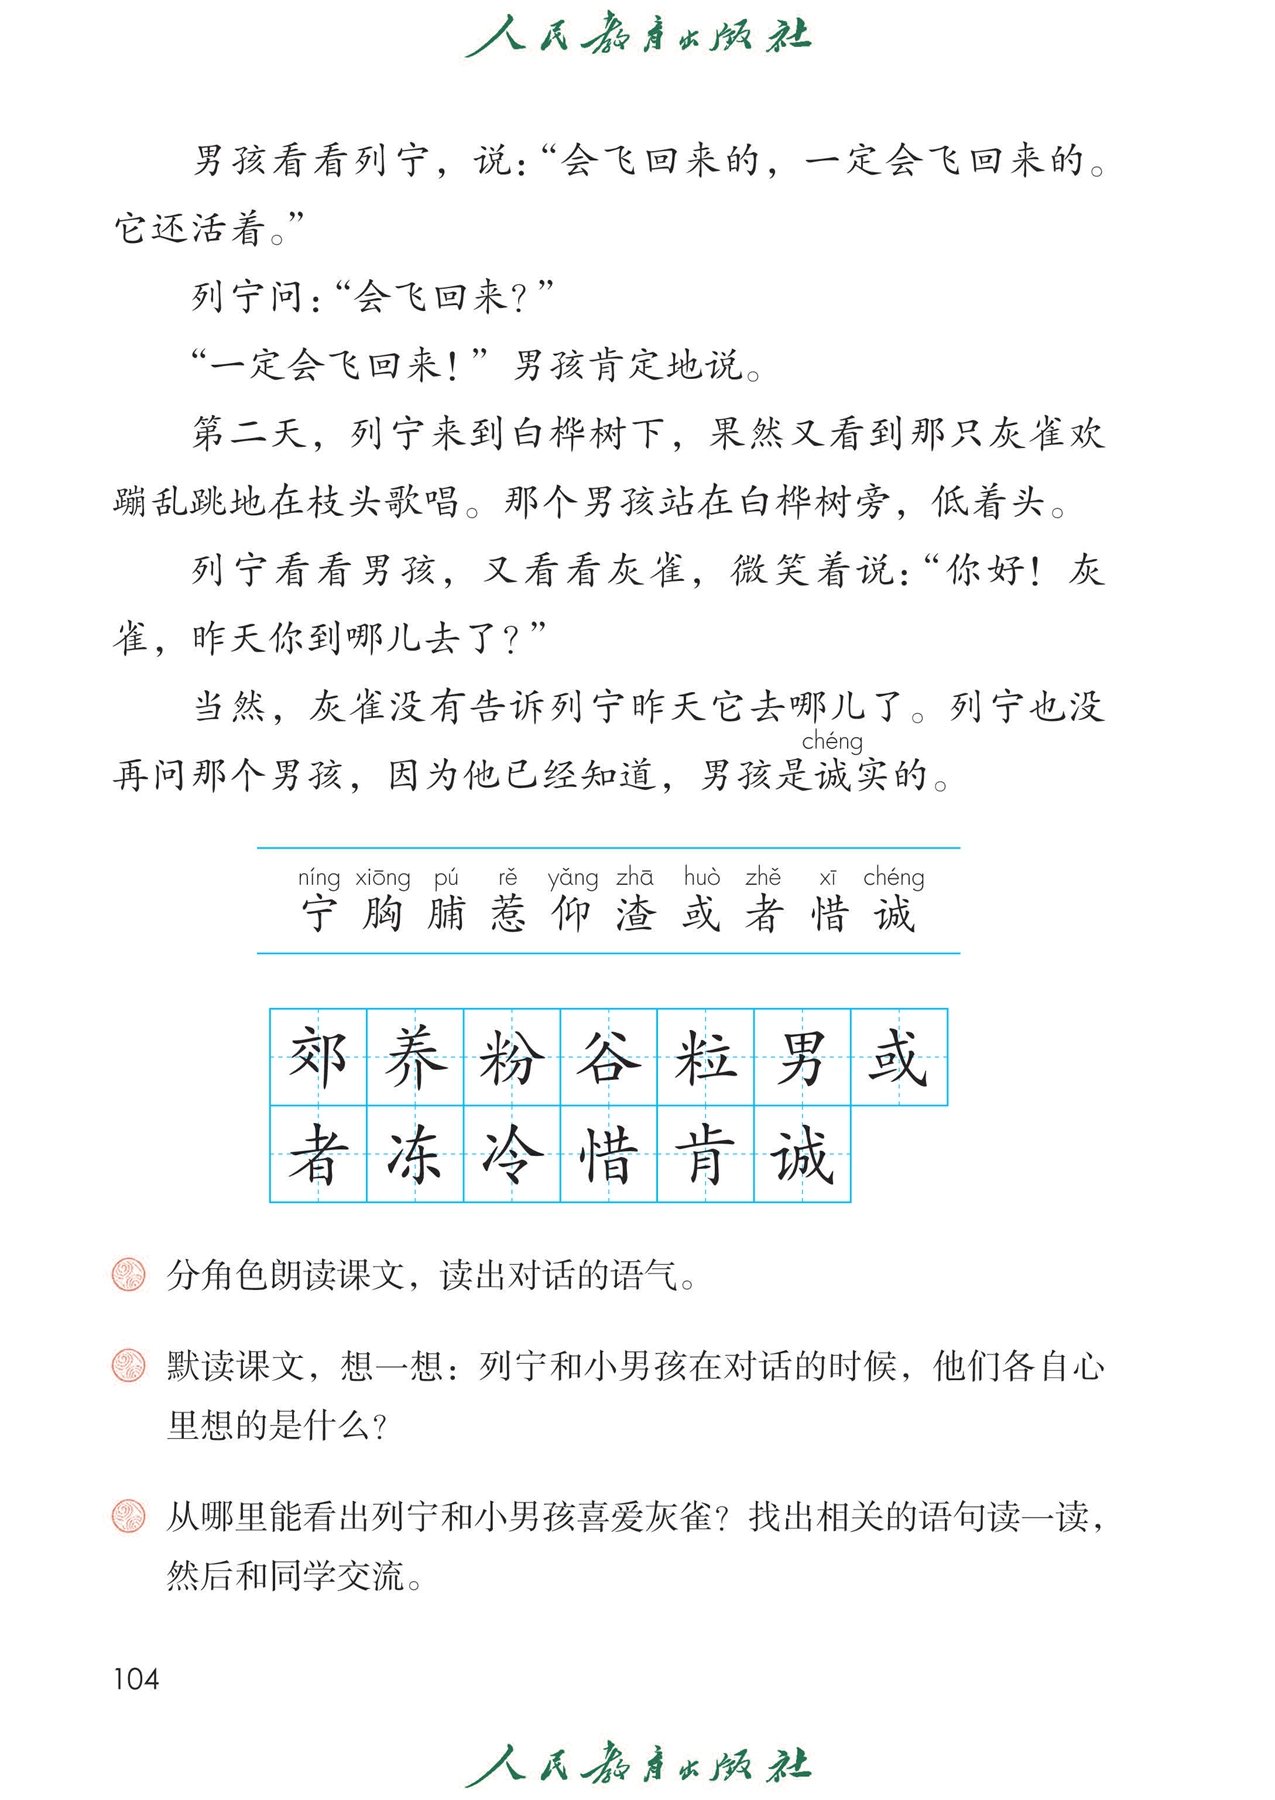 人民教育出版社
男孩看看列宁，说：“会飞回来的，一定会飞回来的。
它还活着。”
列宁问：“会飞回来？”
“一定会飞回来！”男孩肯定地说。
第二天，列宁来到白桦树下，果然又看到那只灰雀欢
蹦乱跳地在枝头歌唱。那个男孩站在白桦树旁，低着头。
列宁看看男孩，又看看灰雀，微笑着说：“你好！灰
雀，昨天你到哪儿去了？”
当然，灰雀没有告诉列宁昨天它去哪儿了。列宁也没
chéng
再问那个男孩，因为他已经知道，男孩是诚实的。
níng xiōng pú rě yǎng zhā huò zhě xī chéng
宁 胸 脯 惹 仰 渣 或 者 惜 诚
郊 养 粉 谷 粒 男 或
者 冻 冷 惜 肯 诚
分角色朗读课文，读出对话的语气。
默读课文，想一想：列宁和小男孩在对话的时候，他们各自心
里想的是什么？
从哪里能看出列宁和小男孩喜爱灰雀？找出相关的语句读一读，
然后和同学交流。
104
人民教育出版社